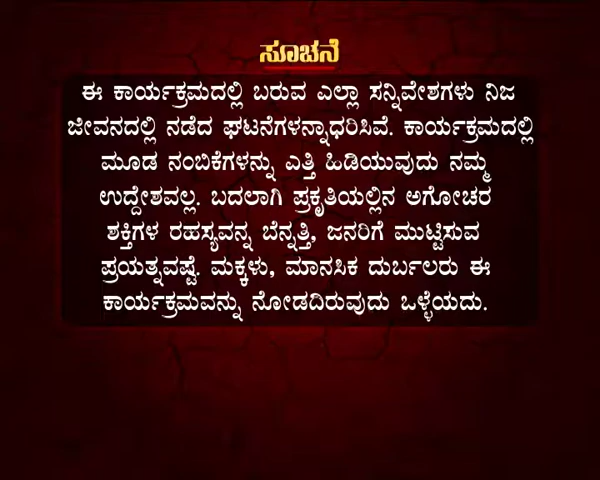 ಸೂಚನೆ
ಈ ಕಾರ್ಯಕ್ರಮದಲ್ಲಿ ಬರುವ ಎಲ್ಲಾ ಸನ್ನಿವೇಶಗಳು ನಿಜ
ಜೀವನದಲ್ಲಿ ನಡೆದ ಘಟನೆಗಳನ್ನಾಧರಿಸಿವೆ. ಕಾರ್ಯಕ್ರಮದಲ್ಲಿ
ಮೂಡ ನಂಬಿಕೆಗಳನ್ನು ಎತ್ತಿ ಹಿಡಿಯುವುದು ನಮ್ಮ
ಉದ್ದೇಶವಲ್ಲ. ಬದಲಾಗಿ ಪ್ರಕೃತಿಯಲ್ಲಿನ ಅಗೋಚರ
ಶಕ್ತಿಗಳ ರಹಸ್ಯವನ್ನ ಬೆನ್ನತ್ತಿ, ಜನರಿಗೆ ಮುಟ್ಟಿಸುವ
ಪ್ರಯತ್ನವಷ್ಟೆ. ಮಕ್ಕಳು, ಮಾನಸಿಕ ದುರ್ಬಲರು ಈ
ಕಾರ್ಯಕ್ರಮವನ್ನು ನೋಡದಿರುವುದು ಒಳ್ಳೆಯದು.